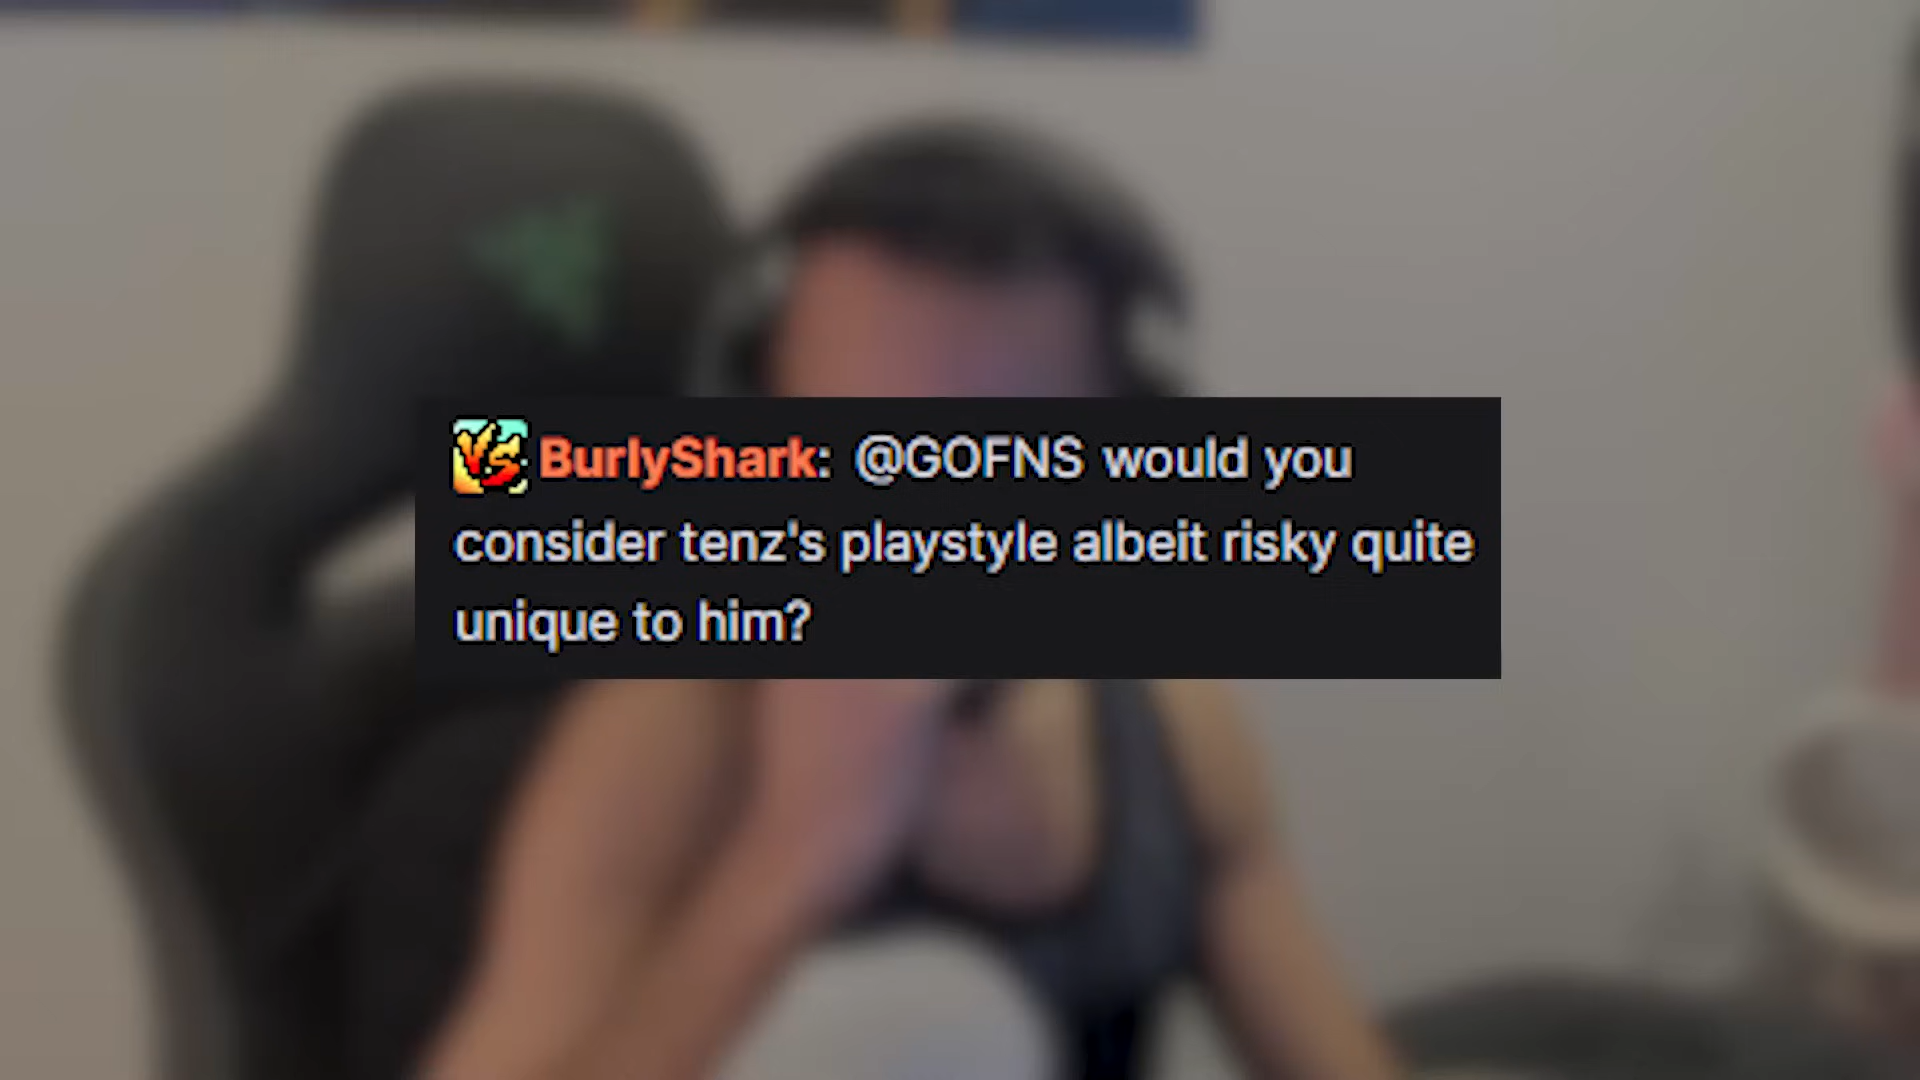 BurlyShark: @GOFNS would you
consider tenz's playstyle albeit risky quite
unique to him?